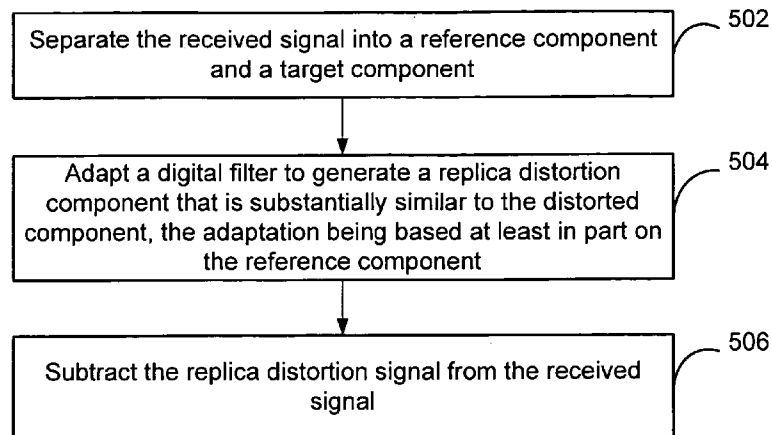 Separate the received signal into a reference component
and a target component
502
Adapt a digital filter to generate a replica distortion
component that is substantially similar to the distorted
component, the adaptation being based at least in part on
the reference component
504
Subtract the replica distortion signal from the received
signal
506